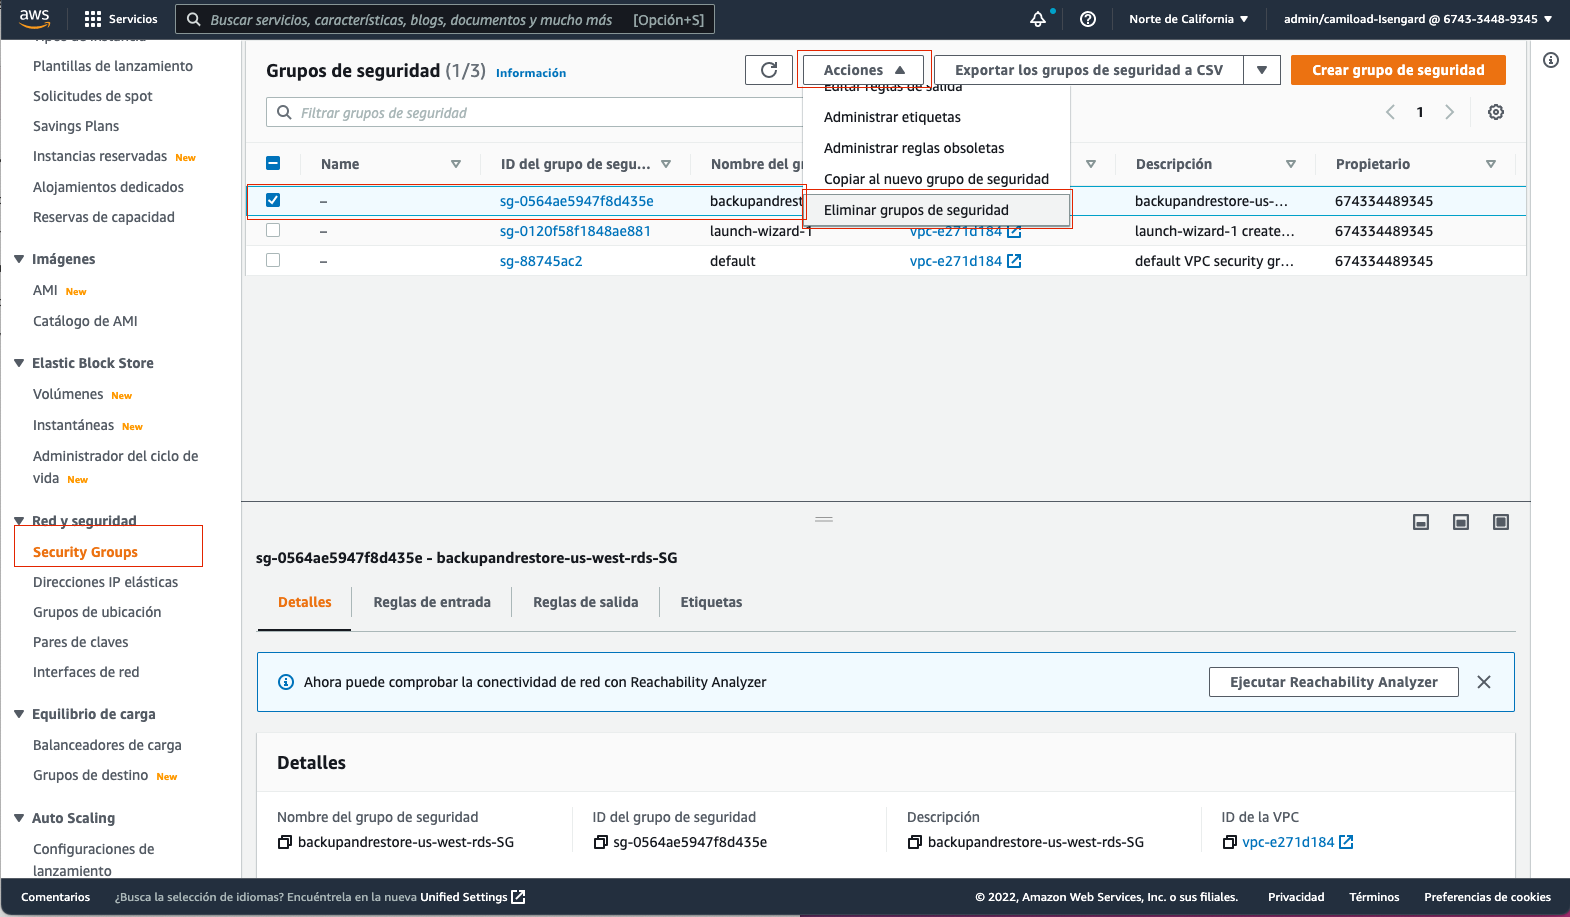 aws
Servicios
Buscar servicios, características, blogs, documentos y mucho más [Opción+S]
Norte de California
admin/camiload-Isengard @ 6743-3448-9345
Tipos de instancia
Plantillas de lanzamiento
Solicitudes de spot
Savings Plans
Instancias reservadas New
Alojamientos dedicados
Reservas de capacidad
Imágenes
AMI New
Catálogo de AMI
Elastic Block Store
Volúmenes New
Instantáneas New
Administrador del ciclo de
vida New
Red y seguridad
Security Groups
Direcciones IP elásticas
Grupos de ubicación
Pares de claves
Interfaces de red
Equilibrio de carga
Balanceadores de carga
Grupos de destino New
Auto Scaling
Configuraciones de
lanzamiento
Grupos de seguridad (1/3) Información
Acciones
Exportar los grupos de seguridad a CSV
Crear grupo de seguridad
Filtrar grupos de seguridad
1
Editar reglas de salida
Administrar etiquetas
Administrar reglas obsoletas
Copiar al nuevo grupo de seguridad
Eliminar grupos de seguridad
Name ID del grupo de segu... Nombre del gr Descripción Propietario
– sg-0564ae5947f8d435e backupandrest backupandrestore-us-... 674334489345
– sg-0120f58f1848ae881 launch-wizard-1 vpc-e271d184 launch-wizard-1 create... 674334489345
– sg-88745ac2 default vpc-e271d184 default VPC security gr... 674334489345
sg-0564ae5947f8d435e - backupandrestore-us-west-rds-SG
Detalles Reglas de entrada Reglas de salida Etiquetas
Ahora puede comprobar la conectividad de red con Reachability Analyzer
Ejecutar Reachability Analyzer
Detalles
Nombre del grupo de seguridad
backupandrestore-us-west-rds-SG
ID del grupo de seguridad
sg-0564ae5947f8d435e
Descripción
backupandrestore-us-west-rds-SG
ID de la VPC
vpc-e271d184
Comentarios ¿Busca la selección de idiomas? Encuéntrela en la nueva Unified Settings
© 2022, Amazon Web Services, Inc. o sus filiales. Privacidad Términos Preferencias de cookies